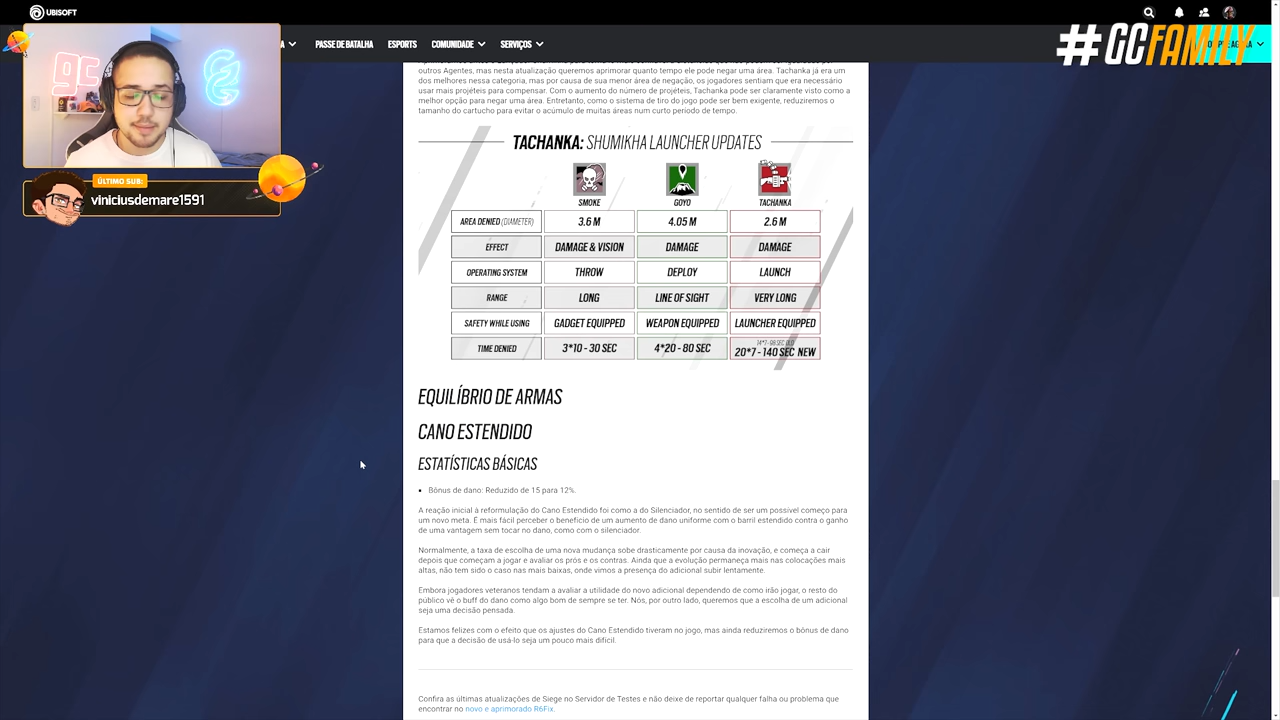 UBISOFT
A
PASSE DE BATALHA
ESPORTS
COMUNIDADE
SERVIÇOS
#GCFAMILY
gc
ÚLTIMO SUB:
viniciusdemare1591
outros Agentes, mas nesta atualização queremos aprimorar quanto tempo ele pode negar uma área. Tachanka já era um
dos melhores nessa categoria, mas por causa de sua menor área de negação, os jogadores sentiam que era necessário
usar mais projéteis para compensar. Com o aumento do número de projéteis, Tachanka pode ser claramente visto como a
melhor opção para negar uma área. Entretanto, como o sistema de tiro do jogo pode ser bem exigente, reduziremos o
tamanho do cartucho para evitar o acúmulo de muitas áreas num curto período de tempo.
TACHANKA: SHUMIKHA LAUNCHER UPDATES
SMOKE GOYO TACHANKA
AREA DENIED (DIAMETER) 3.6 M 4.05 M 2.6 M
EFFECT DAMAGE & VISION DAMAGE DAMAGE
OPERATING SYSTEM THROW DEPLOY LAUNCH
RANGE LONG LINE OF SIGHT VERY LONG
SAFETY WHILE USING GADGET EQUIPPED WEAPON EQUIPPED LAUNCHER EQUIPPED
14*7-98 SEC OLD
TIME DENIED 3*10 - 30 SEC 4*20 - 80 SEC 20*7 - 140 SEC NEW
EQUILÍBRIO DE ARMAS
CANO ESTENDIDO
ESTATÍSTICAS BÁSICAS
• Bônus de dano: Reduzido de 15 para 12%.
A reação inicial à reformulação do Cano Estendido foi como a do Silenciador, no sentido de ser um possível começo para
um novo meta. É mais fácil perceber o benefício de um aumento de dano uniforme com o barril estendido contra o ganho
de uma vantagem sem tocar no dano, como com o silenciador.
Normalmente, a taxa de escolha de uma nova mudança sobe drasticamente por causa da inovação, e começa a cair
depois que começam a jogar e avaliar os prós e os contras. Ainda que a evolução permaneça mais nas colocações mais
altas, não tem sido o caso nas mais baixas, onde vimos a presença do adicional subir lentamente.
Embora jogadores veteranos tendam a avaliar a utilidade do novo adicional dependendo de como irão jogar, o resto do
público vê o buff do dano como algo bom de sempre se ter. Nós, por outro lado, queremos que a escolha de um adicional
seja uma decisão pensada.
Estamos felizes com o efeito que os ajustes do Cano Estendido tiveram no jogo, mas ainda reduziremos o bônus de dano
para que a decisão de usá-lo seja um pouco mais difícil.
Confira as últimas atualizações de Siege no Servidor de Testes e não deixe de reportar qualquer falha ou problema que
encontrar no novo e aprimorado R6Fix.